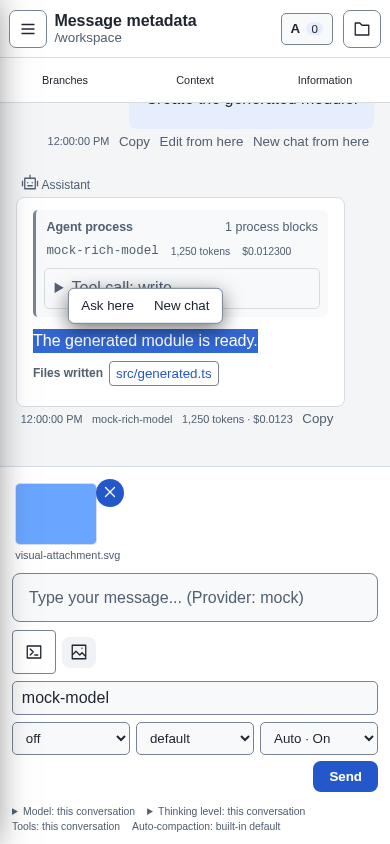 Message metadata
/workspace
A 0
Branches Context Information
Create the generated module.
12:00:00 PM Copy Edit from here New chat from here
Assistant
Agent process 1 process blocks
mock-rich-model 1,250 tokens $0.012300
Tool call: write
Ask here New chat
The generated module is ready.
Files written src/generated.ts
12:00:00 PM mock-rich-model 1,250 tokens · $0.0123 Copy
visual-attachment.svg
Type your message... (Provider: mock)
mock-model
off default Auto · On
Send
Model: this conversation Thinking level: this conversation
Tools: this conversation Auto-compaction: built-in default